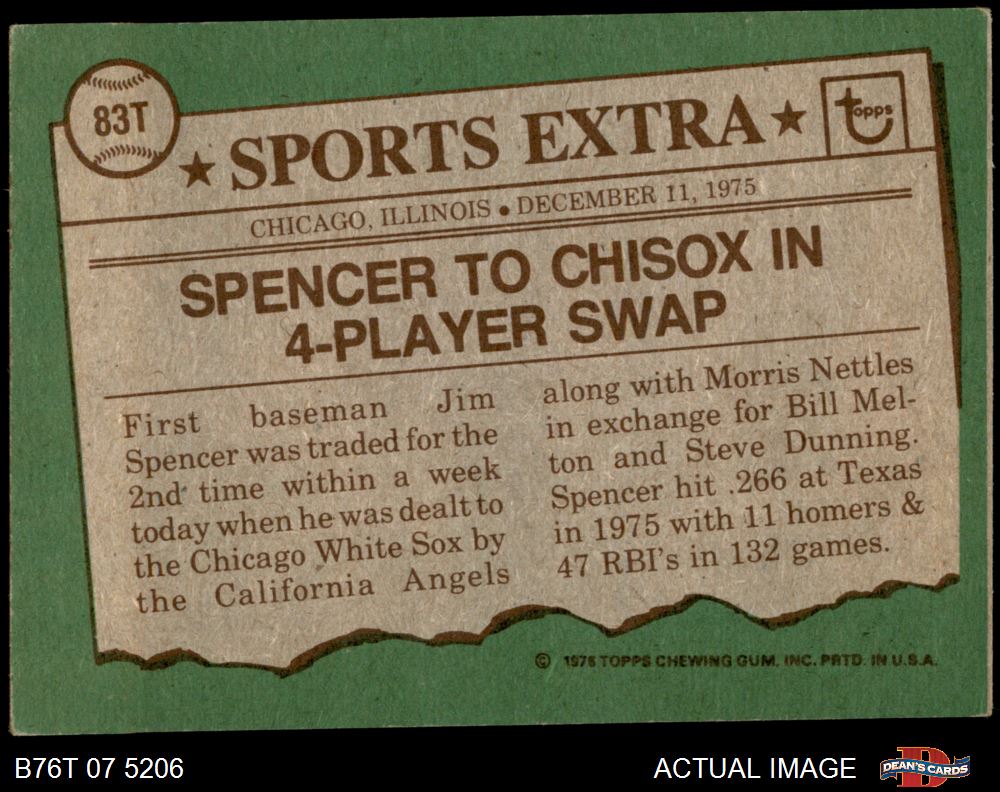 83T
★ SPORTS EXTRA ★
topps
CHICAGO, ILLINOIS • DECEMBER 11, 1975
SPENCER TO CHISOX IN
4-PLAYER SWAP
First baseman Jim
Spencer was traded for the
2nd time within a week
today when he was dealt to
the Chicago White Sox by
the California Angels
along with Morris Nettles
in exchange for Bill Mel-
ton and Steve Dunning.
Spencer hit .266 at Texas
in 1975 with 11 homers &
47 RBI's in 132 games.
© 1976 TOPPS CHEWING GUM, INC. PRTD. IN U.S.A.
B76T 07 5206
ACTUAL IMAGE
D
DEAN'S CARDS